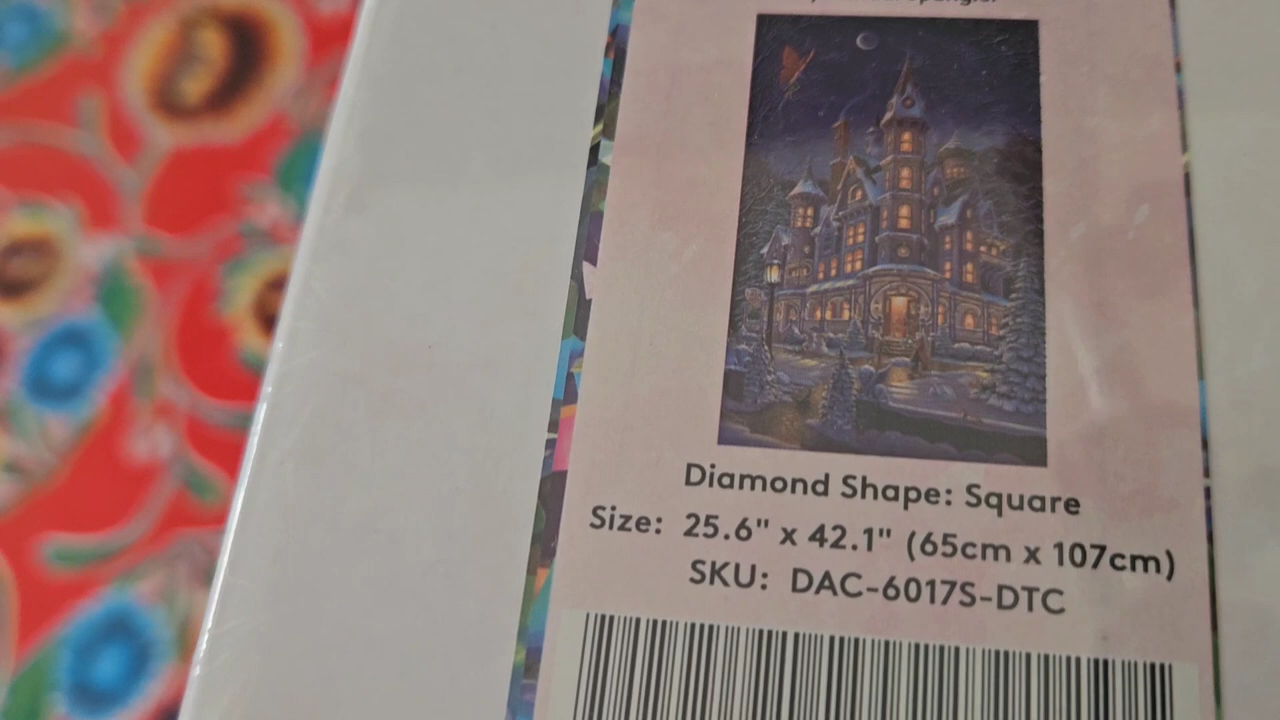 Diamond Shape: Square
Size: 25.6" x 42.1" (65cm x 107cm)
SKU: DAC-6017S-DTC